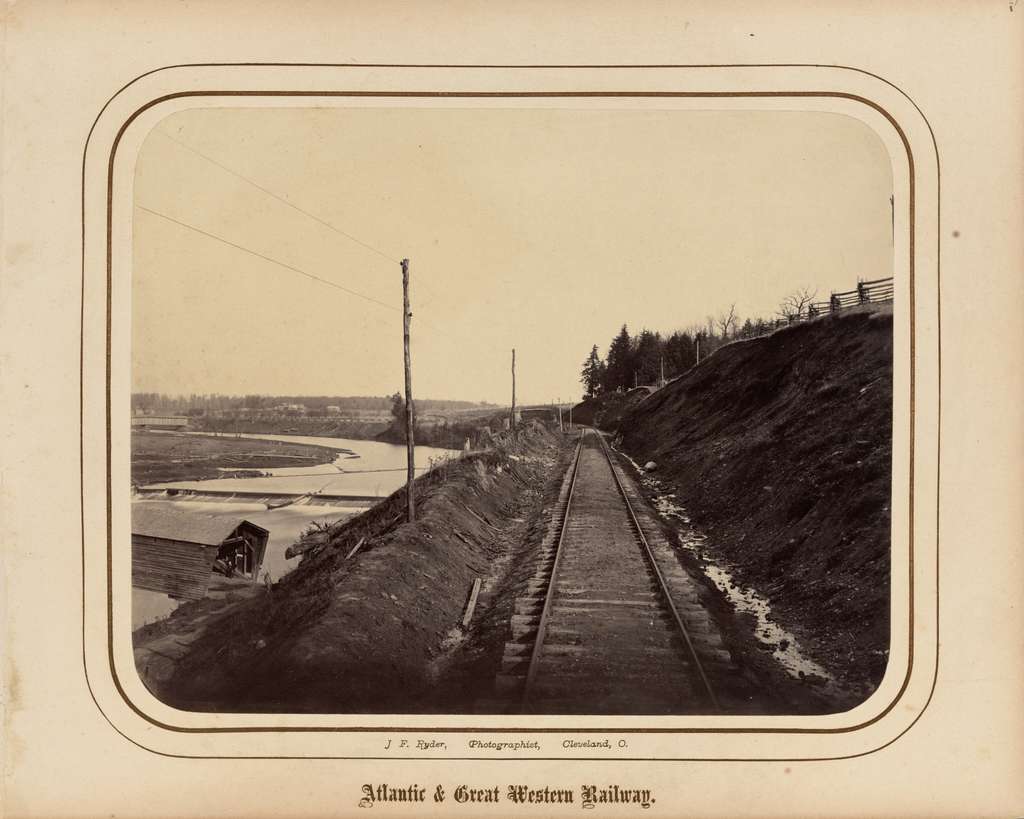 J. F. Ryder, Photographist, Cleveland, O.
Atlantic & Great Western Railway.